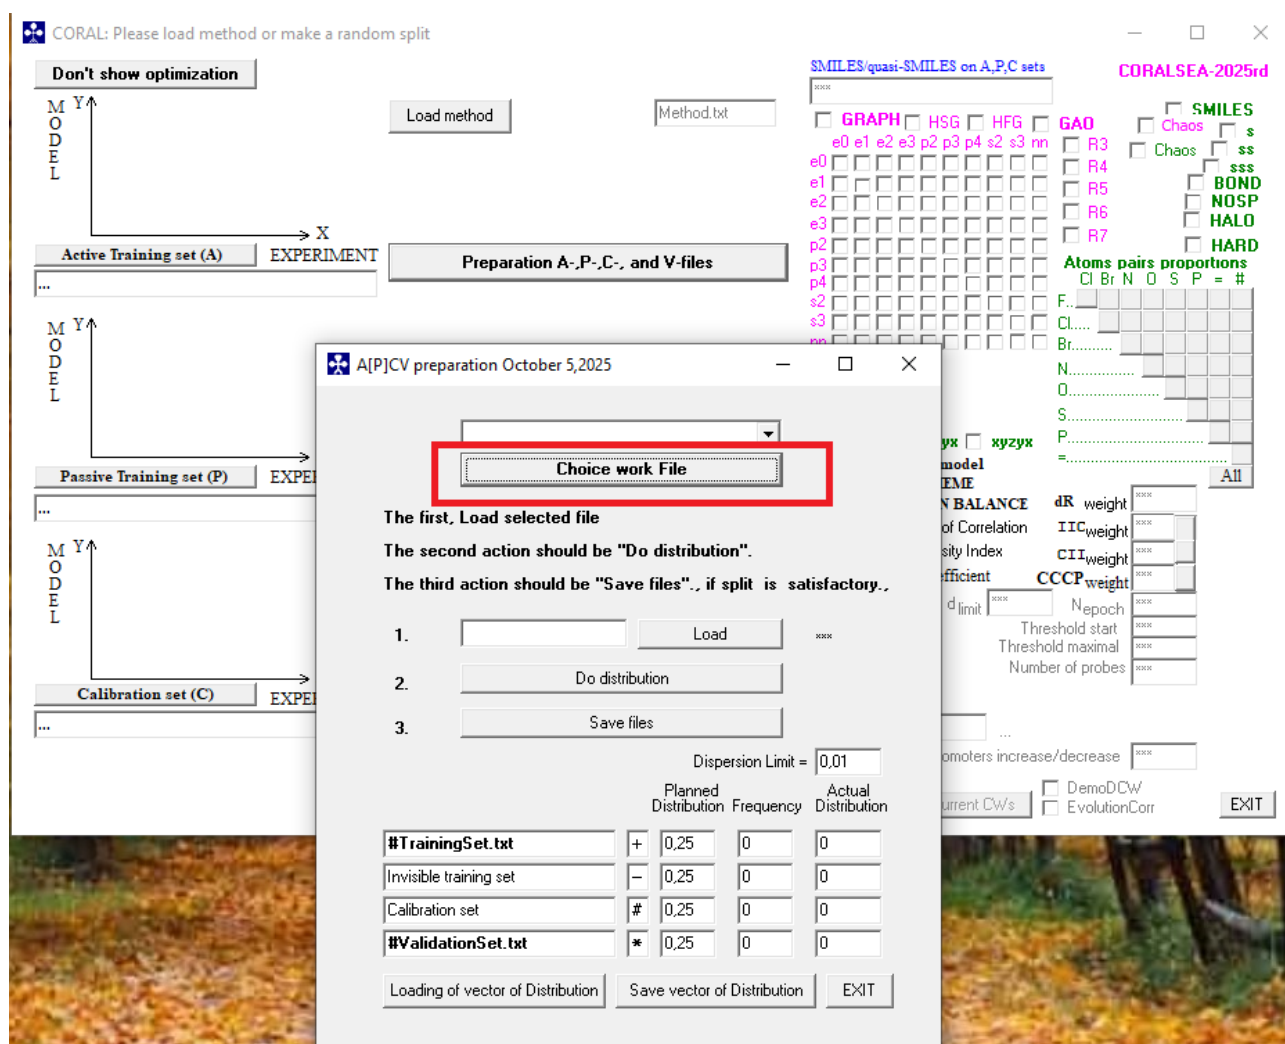 CORAL: Please load method or make a random split
Don't show optimization
SMILES/quasi-SMILES on A,P,C sets
CORALSEA-2025rd
***
MODEL
Y
Load method
Method.txt
GRAPH HSG HFG GAO
SMILES
Chaos s
Chaos ss
sss
BOND
NOSP
HALO
HARD
e0 e1 e2 e3 p2 p3 p4 s2 s3 nn
R3
R4
R5
R6
R7
e0
e1
e2
e3
p2
p3
p4
s2
s3
nn
X
Active Training set (A) EXPERIMENT
...
Preparation A-,P-,C-, and V-files
Atoms pairs proportions
Cl Br N O S P = #
F..
Cl.....
Br..........
N................
O......................
S............................
P..................................
=.......................................
All
MODEL
Y
Passive Training set (P) EXPE
...
MODEL
Y
Calibration set (C) EXPE
...
A[P]CV preparation October 5,2025
Choice work File
The first, Load selected file
The second action should be "Do distribution".
The third action should be "Save files"., if split is satisfactory.,
1. Load ***
2. Do distribution
3. Save files
Dispersion Limit = 0,01
Planned Distribution Frequency Actual Distribution
#TrainingSet.txt + 0,25 0 0
Invisible training set – 0,25 0 0
Calibration set # 0,25 0 0
#ValidationSet.txt * 0,25 0 0
Loading of vector of Distribution Save vector of Distribution EXIT
yx xyzyx
model
EME
N BALANCE dR weight ***
of Correlation IIC weight ***
sity Index CII weight ***
efficient CCCP weight ***
d limit *** Nepoch ***
Threshold start ***
Threshold maximal ***
Number of probes ***
...
omoters increase/decrease ***
urrent CWs
DemoDCW
EvolutionCorr
EXIT